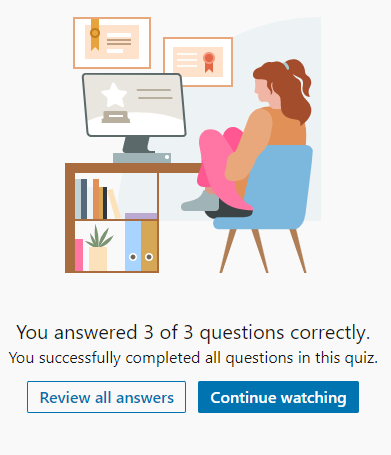 You answered 3 of 3 questions correctly.
You successfully completed all questions in this quiz.
Review all answers
Continue watching